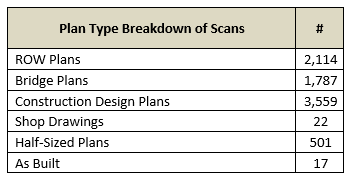 Plan Type Breakdown of Scans #
ROW Plans 2,114
Bridge Plans 1,787
Construction Design Plans 3,559
Shop Drawings 22
Half-Sized Plans 501
As Built 17